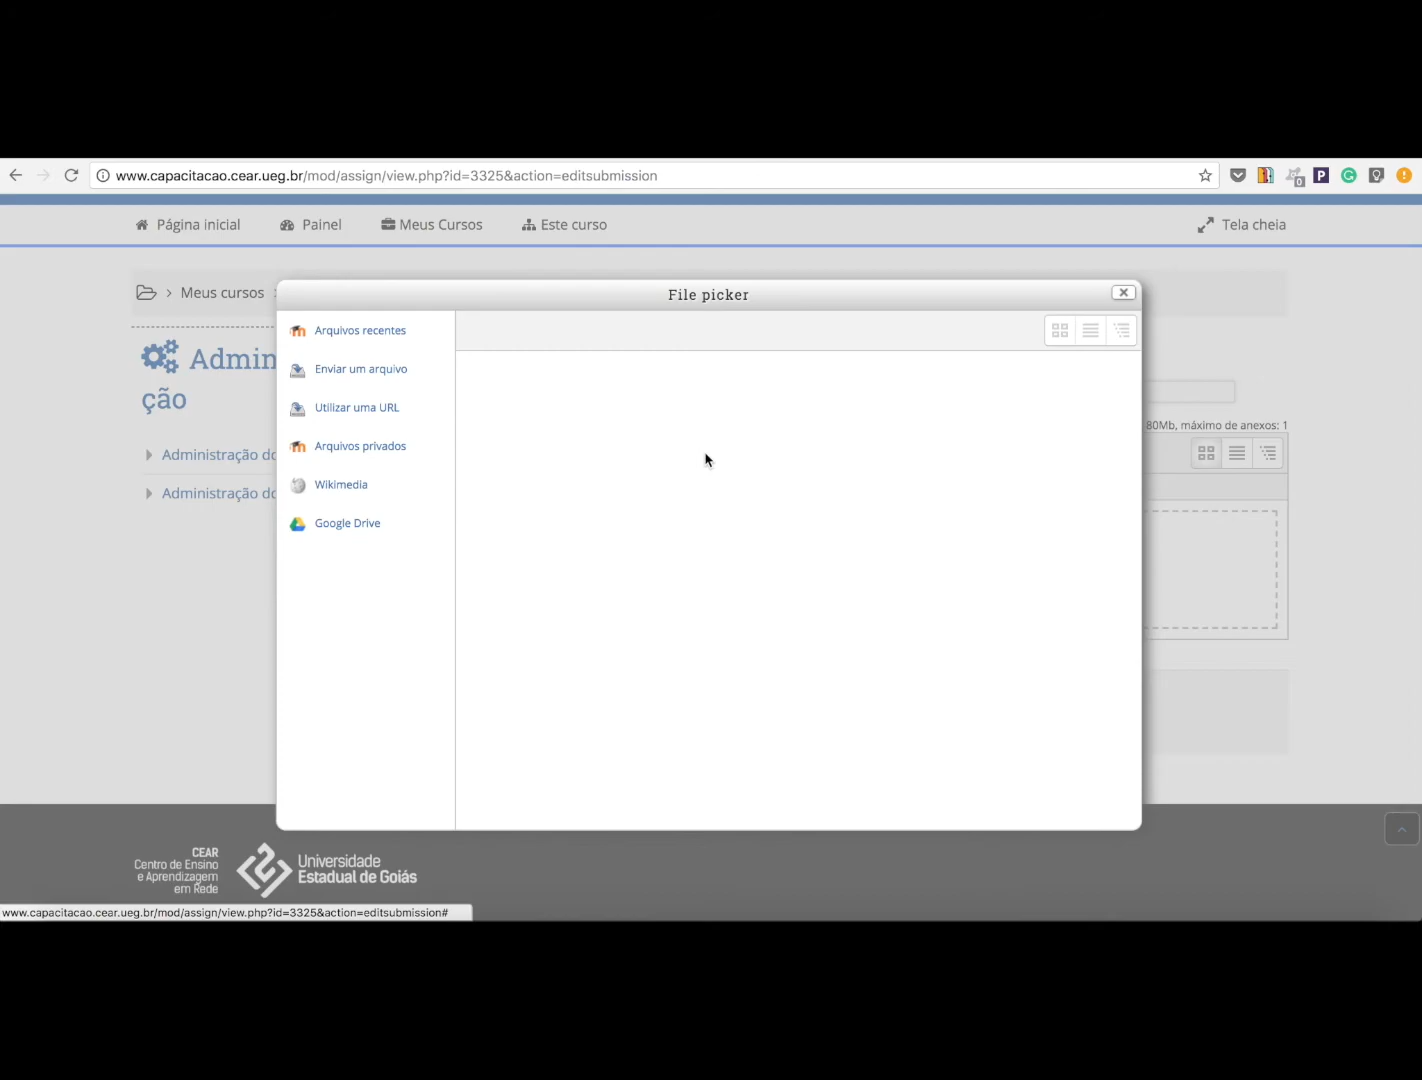 www.capacitacao.cear.ueg.br/mod/assign/view.php?id=3325&action=editsubmission
0
P
Página inicial
Painel
Meus Cursos
Este curso
Tela cheia
> Meus cursos
File picker
Arquivos recentes
Enviar um arquivo
Utilizar uma URL
Arquivos privados
Wikimedia
Google Drive
Admin
ção
Administração do
Administração do
80Mb, máximo de anexos: 1
CEAR
Centro de Ensino
e Aprendizagem
em Rede
Universidade
Estadual de Goiás
www.capacitacao.cear.ueg.br/mod/assign/view.php?id=3325&action=editsubmission#